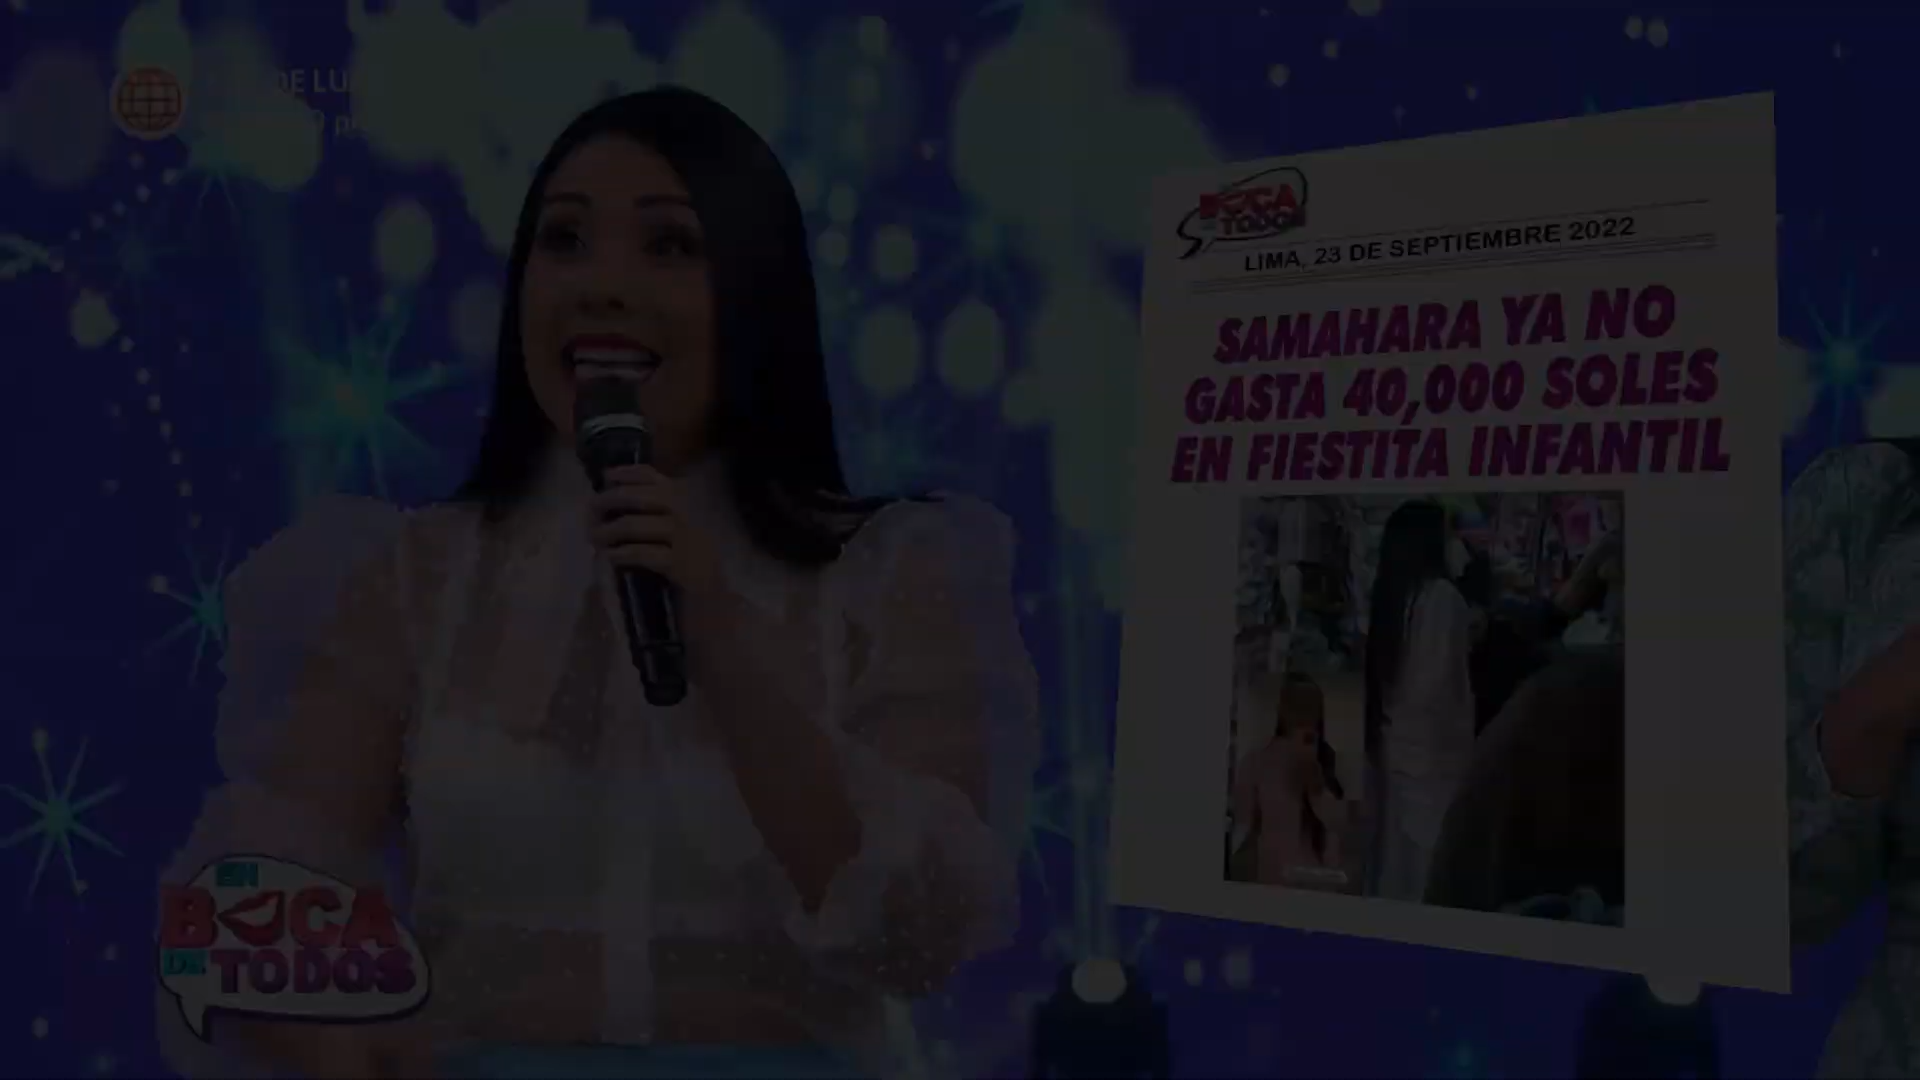 DE LU
BOCA
TODOS
LIMA, 23 DE SEPTIEMBRE 2022
SAMAHARA YA NO
GASTA 40,000 SOLES
EN FIESTITA INFANTIL
EN
BOCA
DE TODOS